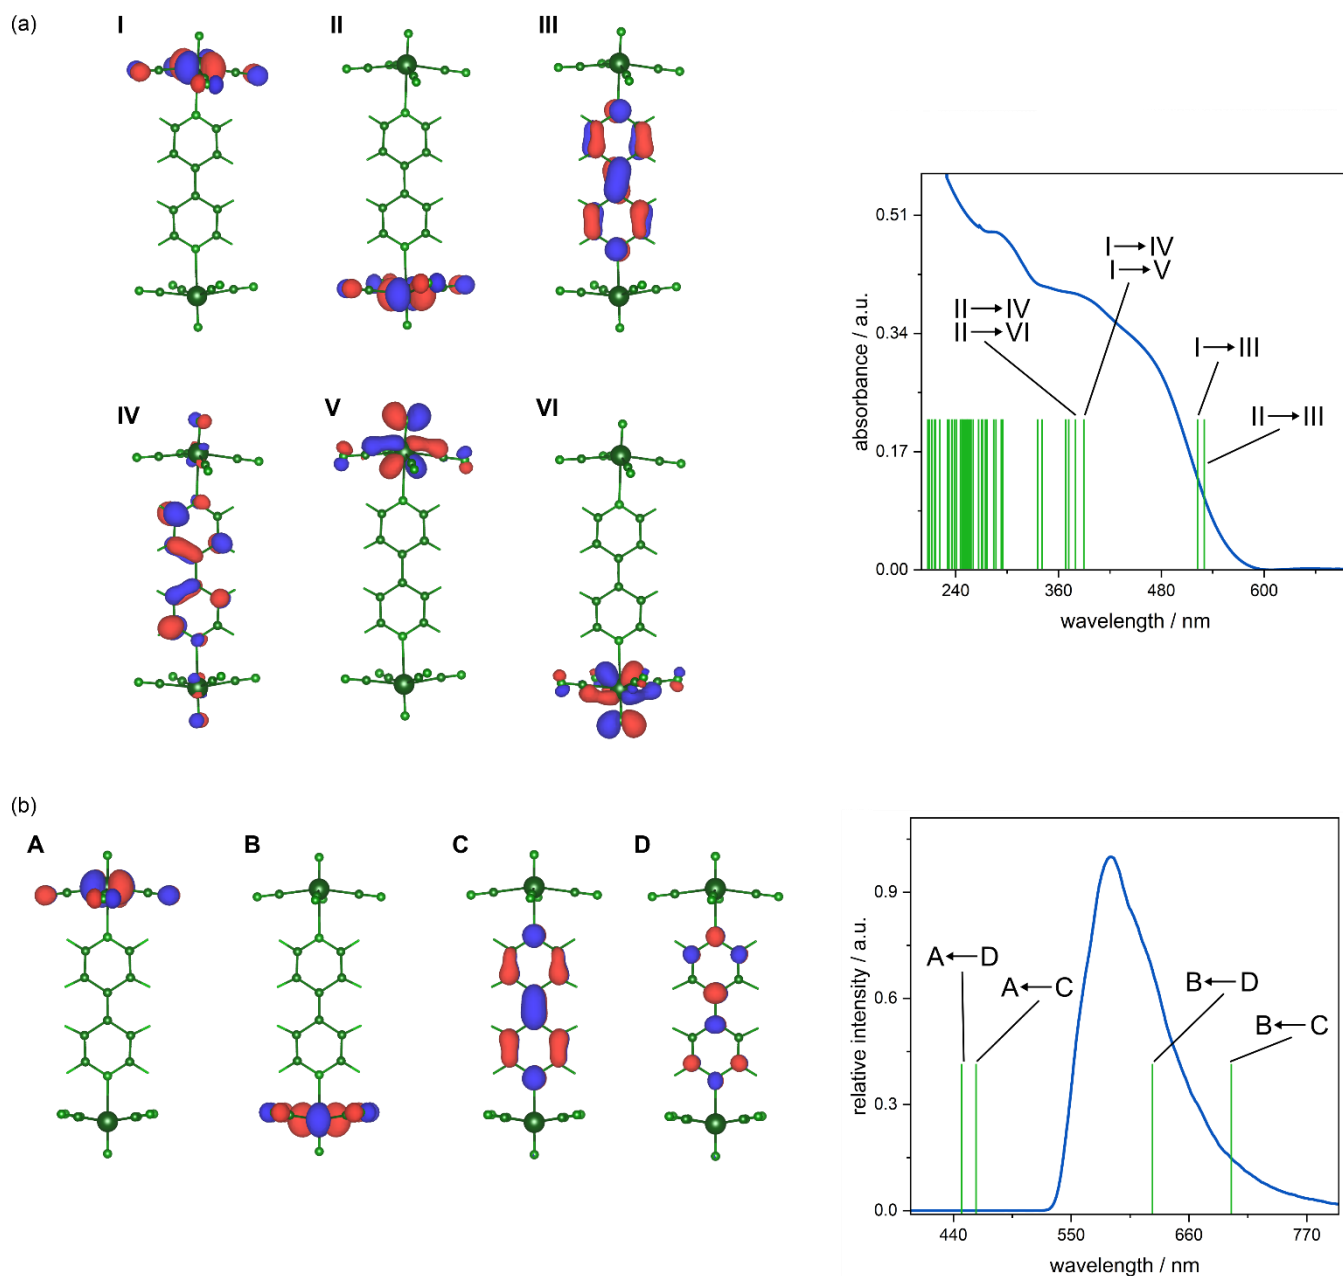 (a)
I
II
III
IV
V
VI
absorbance / a.u.
0.51
0.34
0.17
0.00
I→IV
I→V
II→IV
II→VI
I→III
II→III
240
360
480
600
wavelength / nm
(b)
A
B
C
D
relative intensity / a.u.
0.9
0.6
0.3
0.0
A←D
A←C
B←D
B←C
440
550
660
770
wavelength / nm